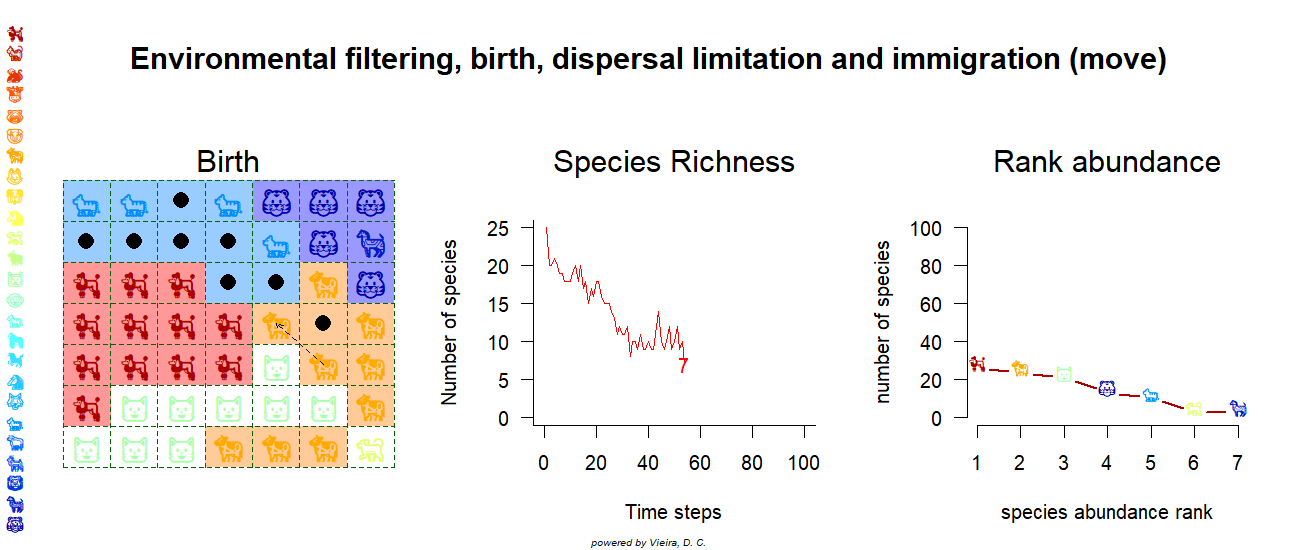 Environmental filtering, birth, dispersal limitation and immigration (move)
Birth
Species Richness
Rank abundance
Number of species
25
20
15
10
5
0
7
0 20 40 60 80 100
Time steps
number of species
100
80
60
40
20
0
1 2 3 4 5 6 7
species abundance rank
powered by Vieira, D. C.